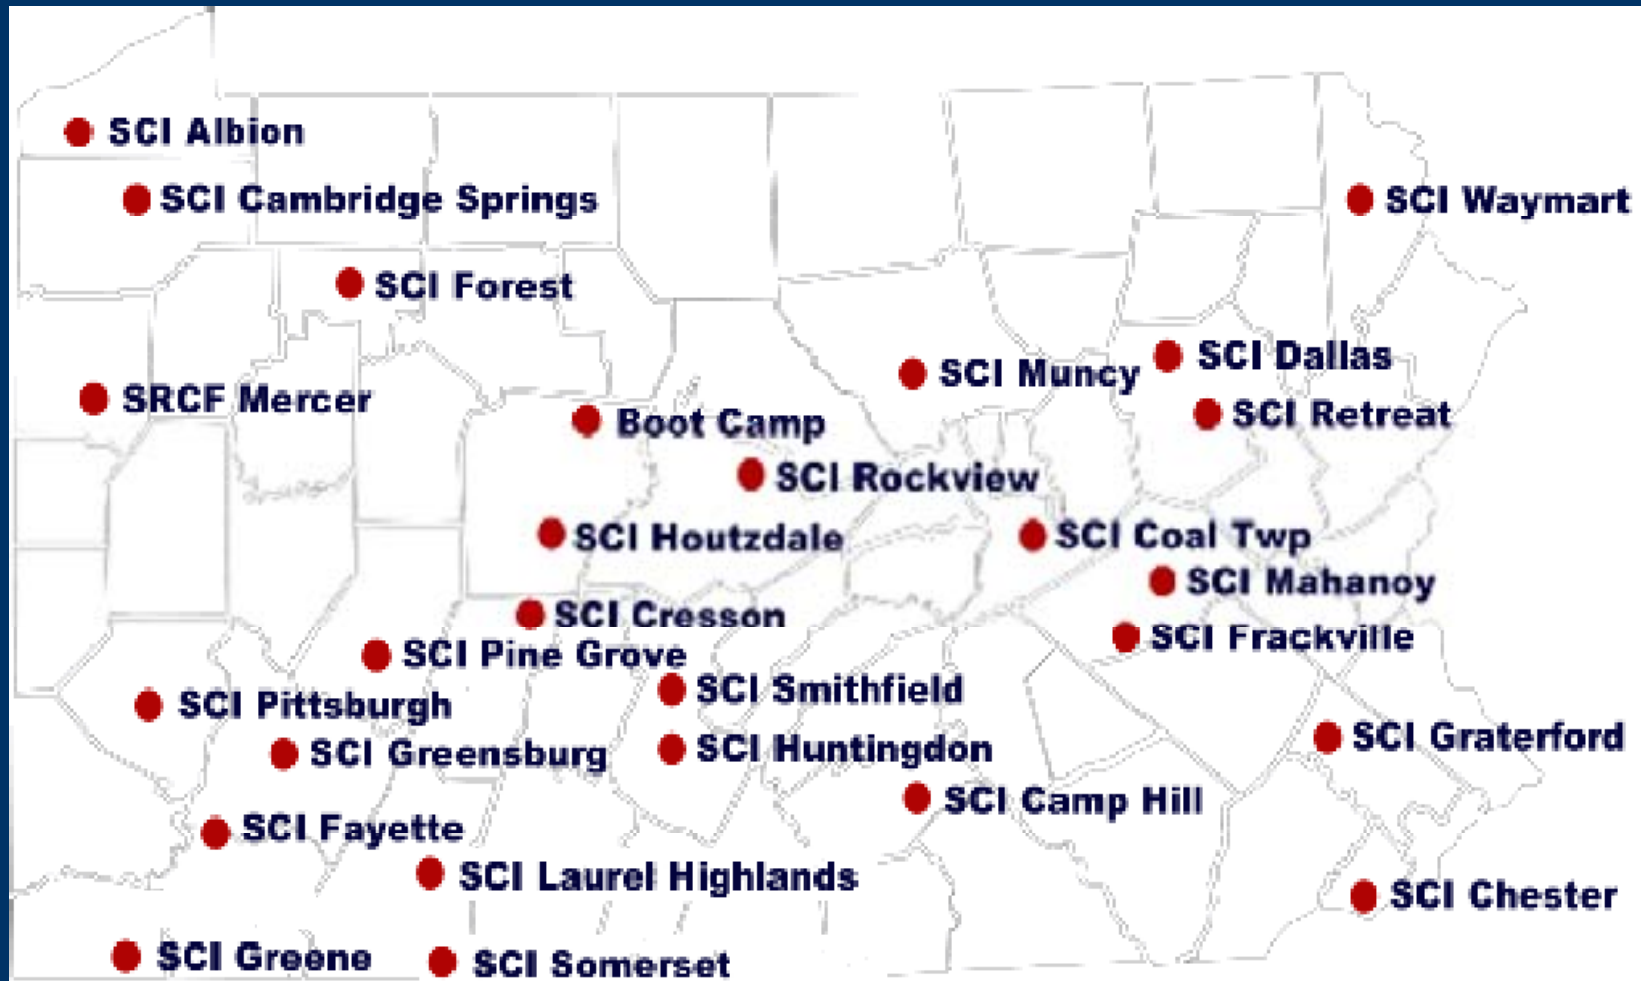 SCI Albion
SCI Cambridge Springs
SCI Waymart
SCI Forest
SCI Dallas
SCI Muncy
SRCF Mercer
SCI Retreat
Boot Camp
SCI Rockview
SCI Houtzdale
SCI Coal Twp
SCI Mahanoy
SCI Cresson
SCI Frackville
SCI Pine Grove
SCI Smithfield
SCI Pittsburgh
SCI Graterford
SCI Huntingdon
SCI Greensburg
SCI Camp Hill
SCI Fayette
SCI Laurel Highlands
SCI Chester
SCI Greene
SCI Somerset